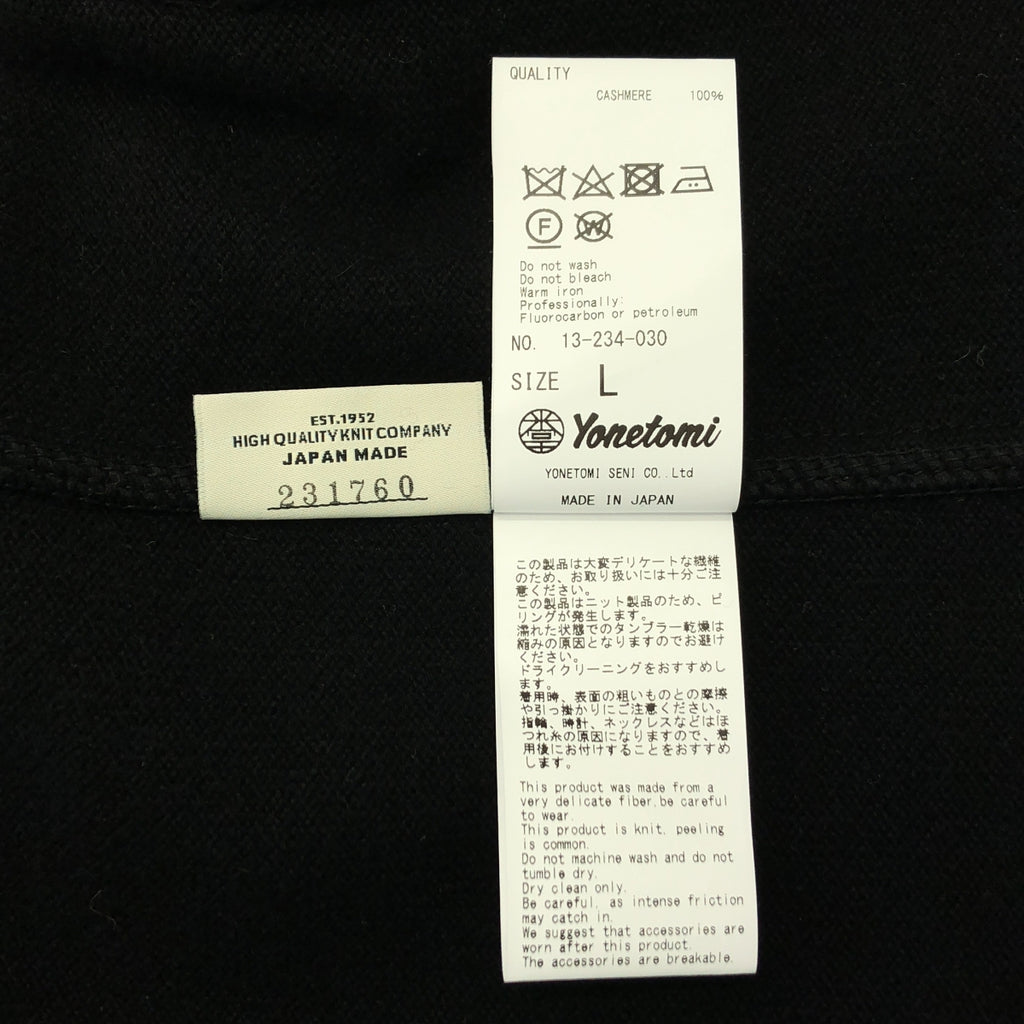 QUALITY
CASHMERE 100%
F
W
Do not wash
Do not bleach
Warm iron
Professionally:
Fluorocarbon or petroleum
NO. 13-234-030
SIZE L
Yonetomi
YONETOMI SENI CO.,Ltd
MADE IN JAPAN
EST.1952
HIGH QUALITY KNIT COMPANY
JAPAN MADE
231760
この製品は大変デリケートな繊維
のため、お取り扱いには十分ご注
意ください。
この製品はニット製品のため、ピ
リングが発生します。
濡れた状態でのタンブラー乾燥は
縮みの原因となりますのでお避け
ください。
ドライクリーニングをおすすめし
ます。
着用時、表面の粗いものとの摩擦
や引っ掛かりにご注意ください。
指輪、時計、ネックレスなどはほ
つれ糸の原因になりますので、着
用後にお付けすることをおすすめ
します。
This product was made from a
very delicate fiber,be careful
to wear.
This product is knit, peeling
is common.
Do not machine wash and do not
tumble dry.
Dry clean only.
Be careful, as intense friction
may catch in.
We suggest that accessories are
worn after this product.
The accessories are breakable.